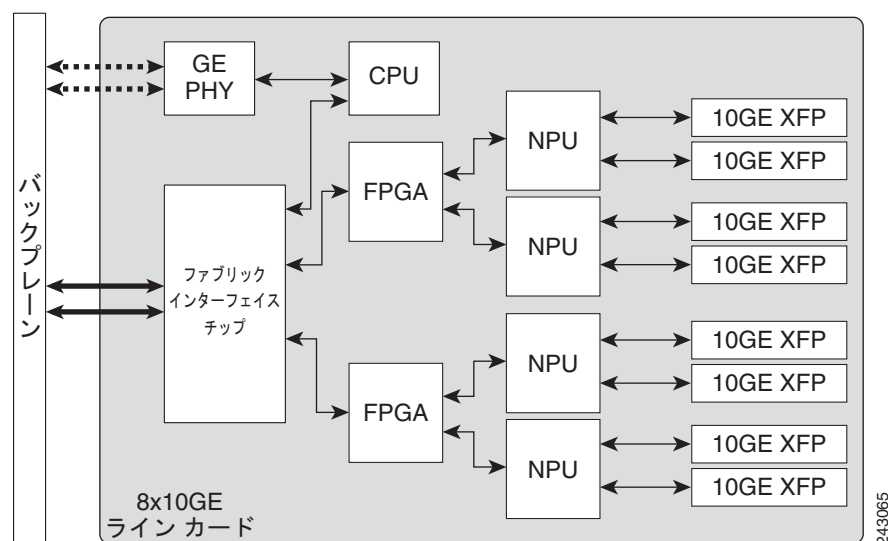 バックプレーン
GE
PHY
CPU
ファブリック
インターフェイス
チップ
FPGA
NPU
10GE XFP
10GE XFP
NPU
10GE XFP
10GE XFP
FPGA
NPU
10GE XFP
10GE XFP
NPU
10GE XFP
10GE XFP
8x10GE
ライン カード
243065